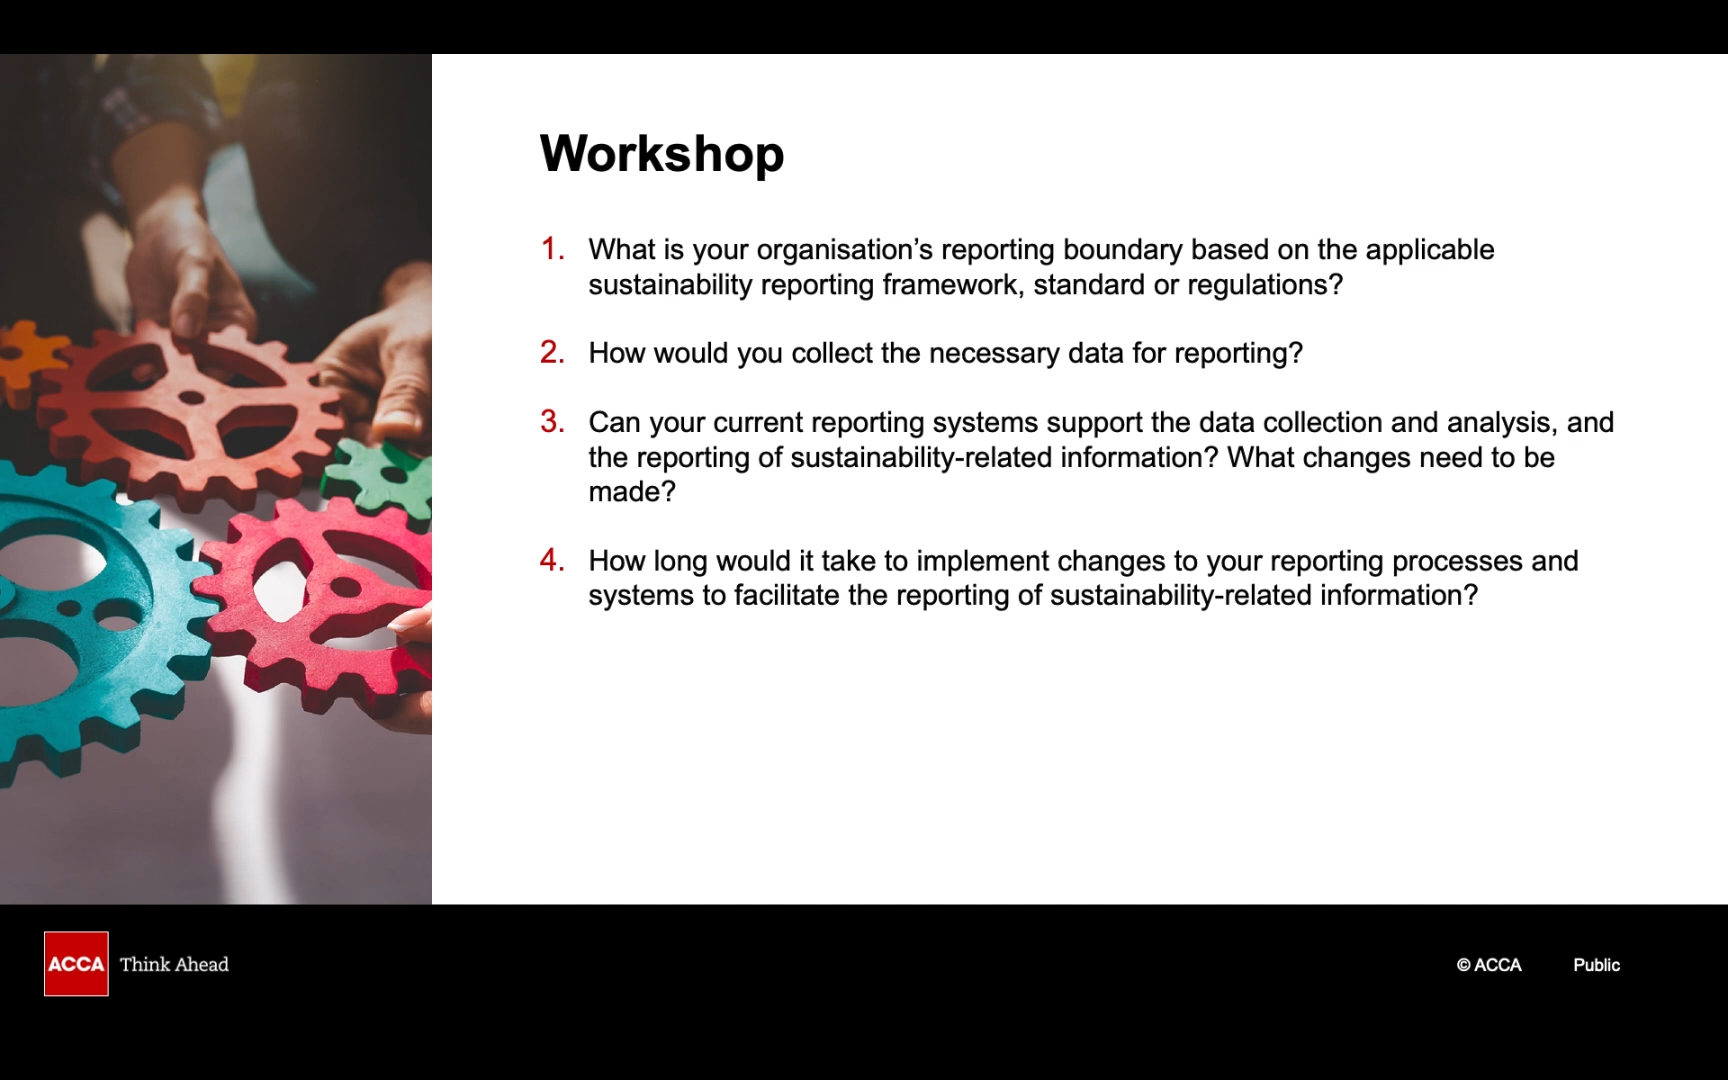 Workshop
1. What is your organisation’s reporting boundary based on the applicable
sustainability reporting framework, standard or regulations?
2. How would you collect the necessary data for reporting?
3. Can your current reporting systems support the data collection and analysis, and
the reporting of sustainability-related information? What changes need to be
made?
4. How long would it take to implement changes to your reporting processes and
systems to facilitate the reporting of sustainability-related information?
ACCA Think Ahead
© ACCA Public